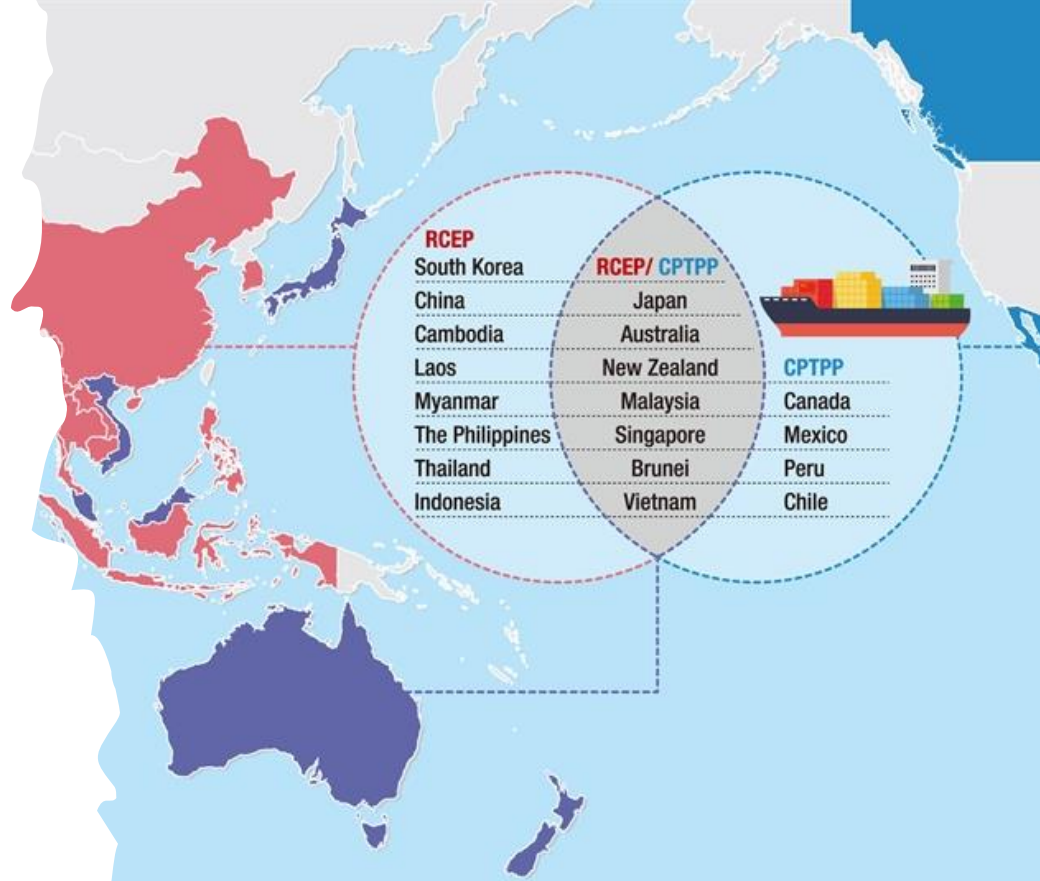 RCEP
South Korea
China
Cambodia
Laos
Myanmar
The Philippines
Thailand
Indonesia
RCEP/ CPTPP
Japan
Australia
New Zealand
Malaysia
Singapore
Brunei
Vietnam
CPTPP
Canada
Mexico
Peru
Chile